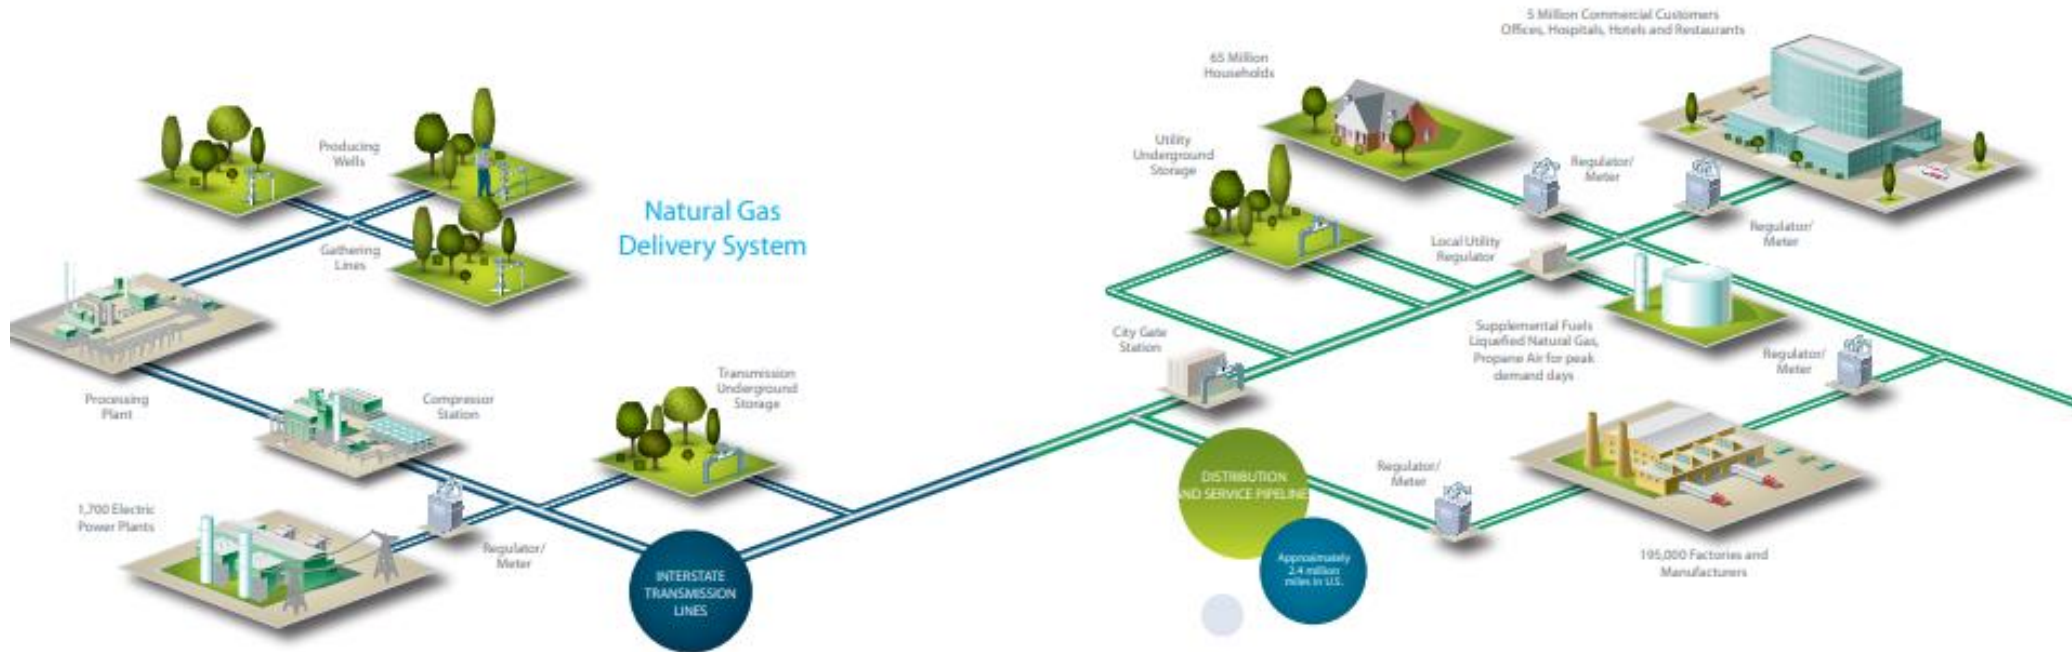 5 Million Commercial Customers
Offices, Hospitals, Hotels and Restaurants
65 Million
Households
Producing
Wells
Utility
Underground
Storage
Regulator/
Meter
Natural Gas
Delivery System
Regulator/
Meter
Gathering
Lines
Local Utility
Regulator
City Gate
Station
Supplemental Fuels
Liquefied Natural Gas,
Propane Air for peak
demand days
Regulator/
Meter
Processing
Plant
Compressor
Station
Transmission
Underground
Storage
1,700 Electric
Power Plants
Regulator/
Meter
INTERSTATE
TRANSMISSION
LINES
DISTRIBUTION
AND SERVICE PIPELINE
Regulator/
Meter
Approximately
2.4 million
miles in U.S.
195,000 Factories and
Manufacturers